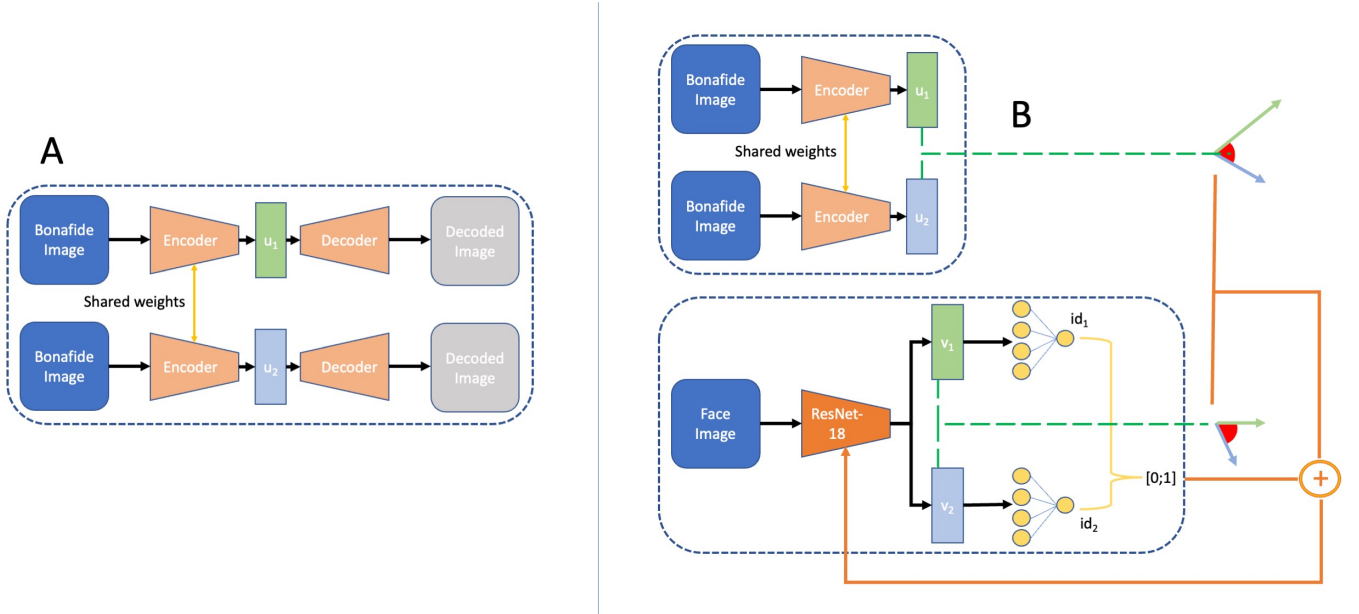 A
Bonafide
Image
Encoder
u1
Decoder
Decoded
Image
Shared weights
Bonafide
Image
Encoder
u2
Decoder
Decoded
Image
B
Bonafide
Image
Encoder
u1
Shared weights
Bonafide
Image
Encoder
u2
Face
Image
ResNet-
18
v1
id1
[0;1]
v2
id2
+